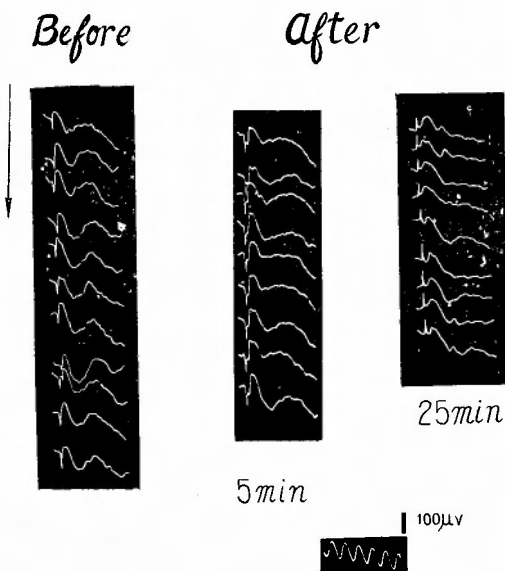 Before
After
25min
5min
100μv